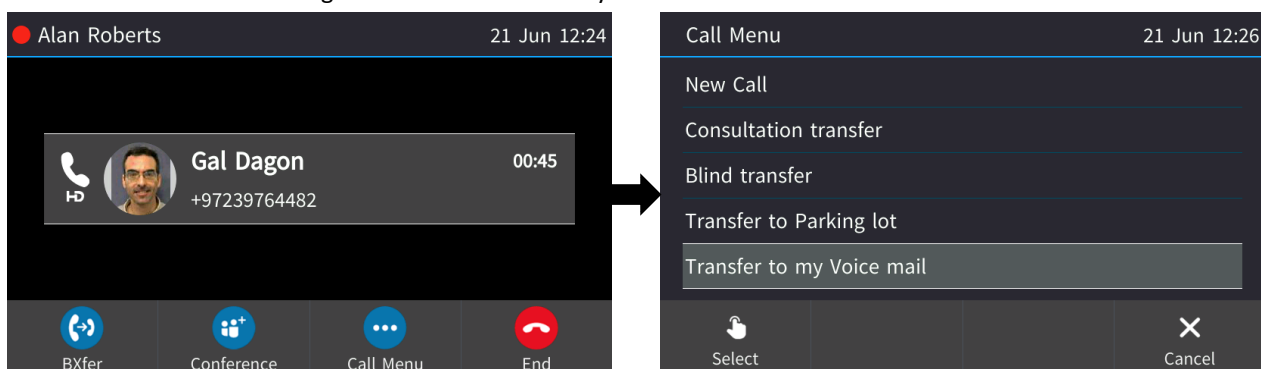 Alan Roberts 21 Jun 12:24
Gal Dagon 00:45
HD +97239764482
BXfer Conference Call Menu End
Call Menu 21 Jun 12:26
New Call
Consultation transfer
Blind transfer
Transfer to Parking lot
Transfer to my Voice mail
Select Cancel